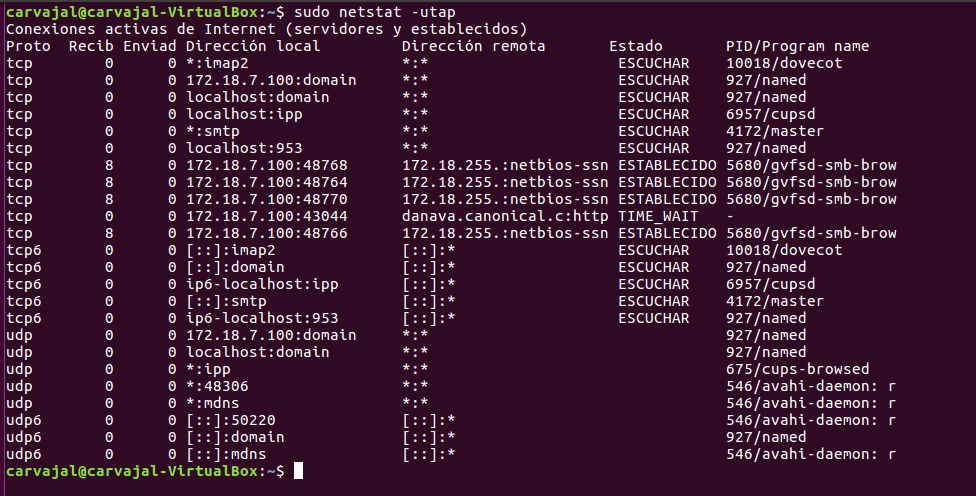 carvajal@carvajal-VirtualBox:~$ sudo netstat -utap
Conexiones activas de Internet (servidores y establecidos)
Proto  Recib Enviad Dirección local         Dirección remota       Estado       PID/Program name
tcp        0      0 *:imap2                 *:*                     ESCUCHAR    10018/dovecot
tcp        0      0 172.18.7.100:domain     *:*                     ESCUCHAR    927/named
tcp        0      0 localhost:domain        *:*                     ESCUCHAR    927/named
tcp        0      0 localhost:ipp           *:*                     ESCUCHAR    6957/cupsd
tcp        0      0 *:smtp                  *:*                     ESCUCHAR    4172/master
tcp        0      0 localhost:953           *:*                     ESCUCHAR    927/named
tcp        8      0 172.18.7.100:48768      172.18.255.:netbios-ssn ESTABLECIDO 5680/gvfsd-smb-brow
tcp        8      0 172.18.7.100:48764      172.18.255.:netbios-ssn ESTABLECIDO 5680/gvfsd-smb-brow
tcp        8      0 172.18.7.100:48770      172.18.255.:netbios-ssn ESTABLECIDO 5680/gvfsd-smb-brow
tcp        0      0 172.18.7.100:43044      danava.canonical.c:http TIME_WAIT   -
tcp        8      0 172.18.7.100:48766      172.18.255.:netbios-ssn ESTABLECIDO 5680/gvfsd-smb-brow
tcp6       0      0 [::]:imap2              [::]:*                  ESCUCHAR    10018/dovecot
tcp6       0      0 [::]:domain             [::]:*                  ESCUCHAR    927/named
tcp6       0      0 ip6-localhost:ipp       [::]:*                  ESCUCHAR    6957/cupsd
tcp6       0      0 [::]:smtp               [::]:*                  ESCUCHAR    4172/master
tcp6       0      0 ip6-localhost:953       [::]:*                  ESCUCHAR    927/named
udp        0      0 172.18.7.100:domain     *:*                                 927/named
udp        0      0 localhost:domain        *:*                                 927/named
udp        0      0 *:ipp                   *:*                                 675/cups-browsed
udp        0      0 *:48306                 *:*                                 546/avahi-daemon: r
udp        0      0 *:mdns                  *:*                                 546/avahi-daemon: r
udp6       0      0 [::]:50220              [::]:*                              546/avahi-daemon: r
udp6       0      0 [::]:domain             [::]:*                              927/named
udp6       0      0 [::]:mdns               [::]:*                              546/avahi-daemon: r
carvajal@carvajal-VirtualBox:~$